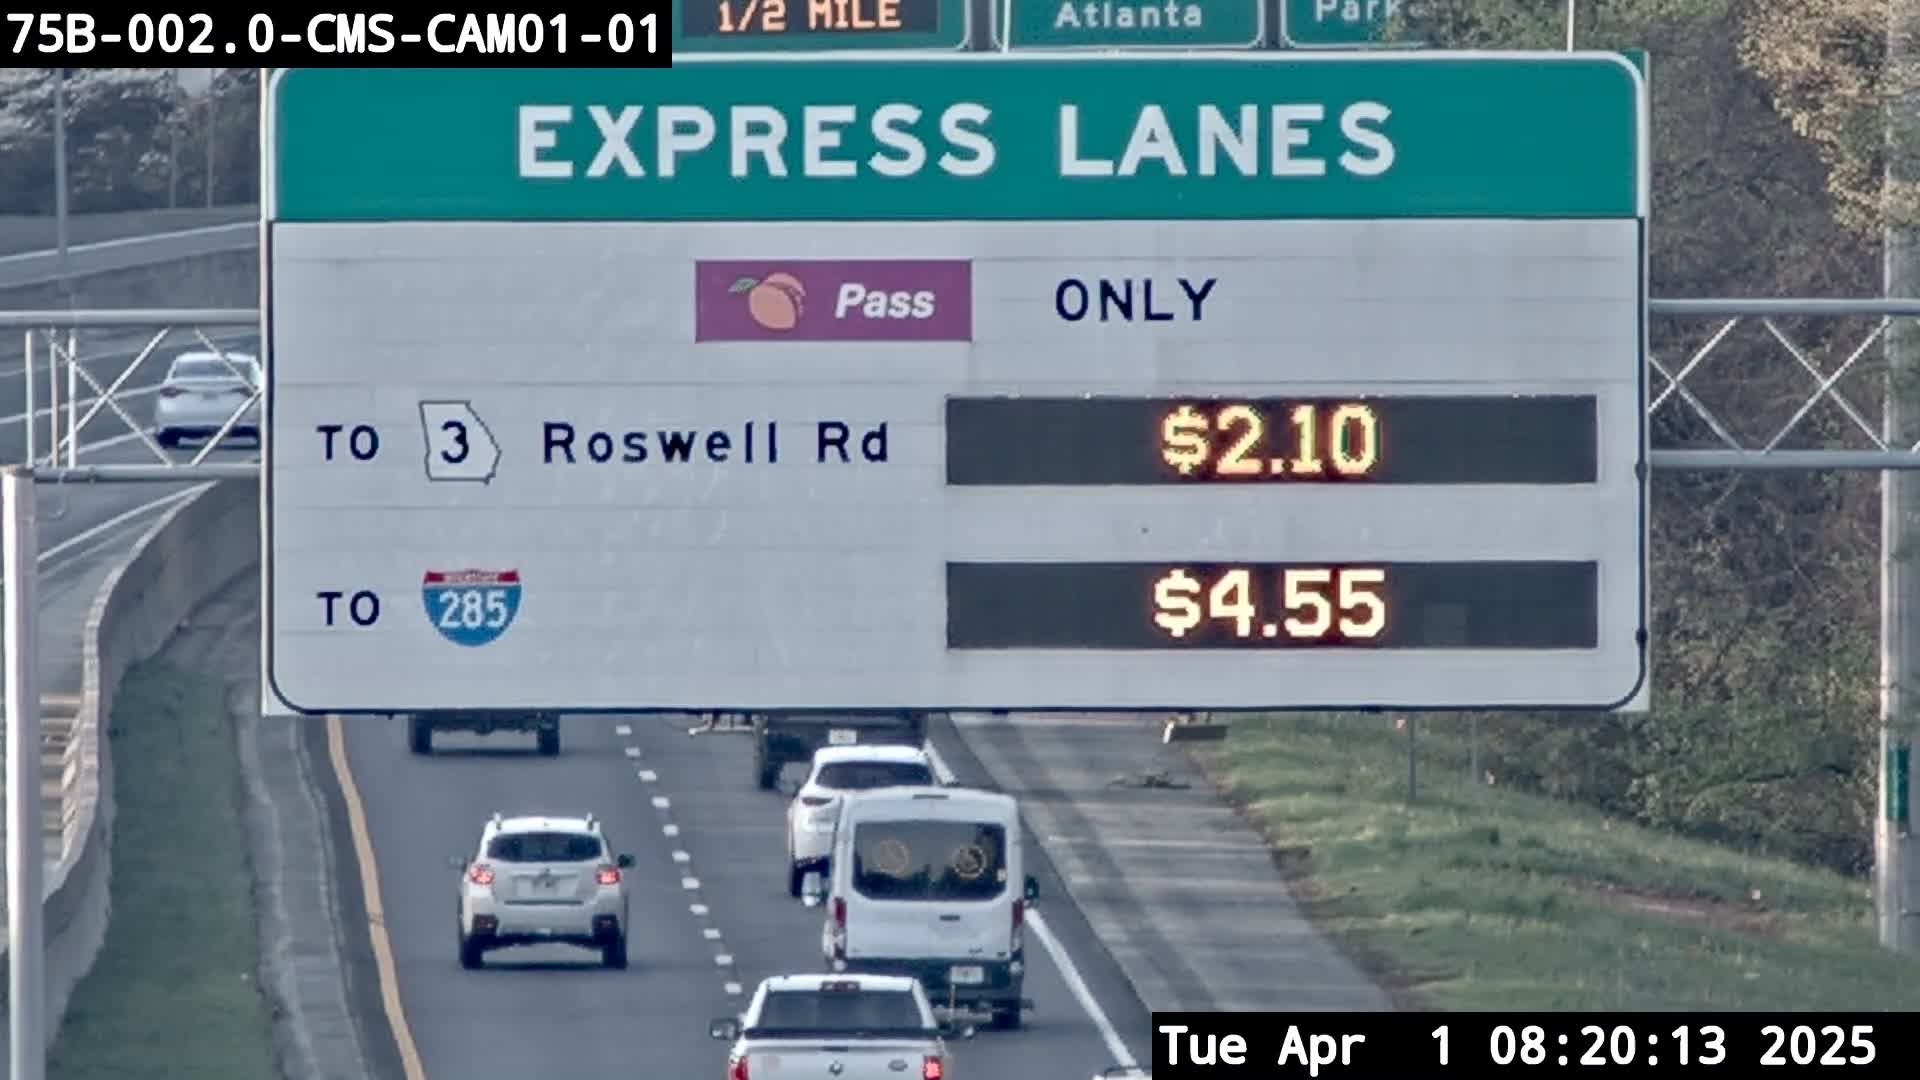 75B-002.0-CMS-CAM01-01
1/2 MILE
Atlanta
Park
EXPRESS LANES
Pass ONLY
TO 3 Roswell Rd $2.10
TO 285 $4.55
Tue Apr 1 08:20:13 2025